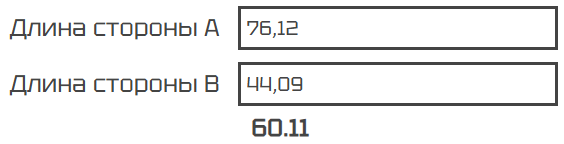 Длина стороны A 76,12
Длина стороны B 44,09
60.11